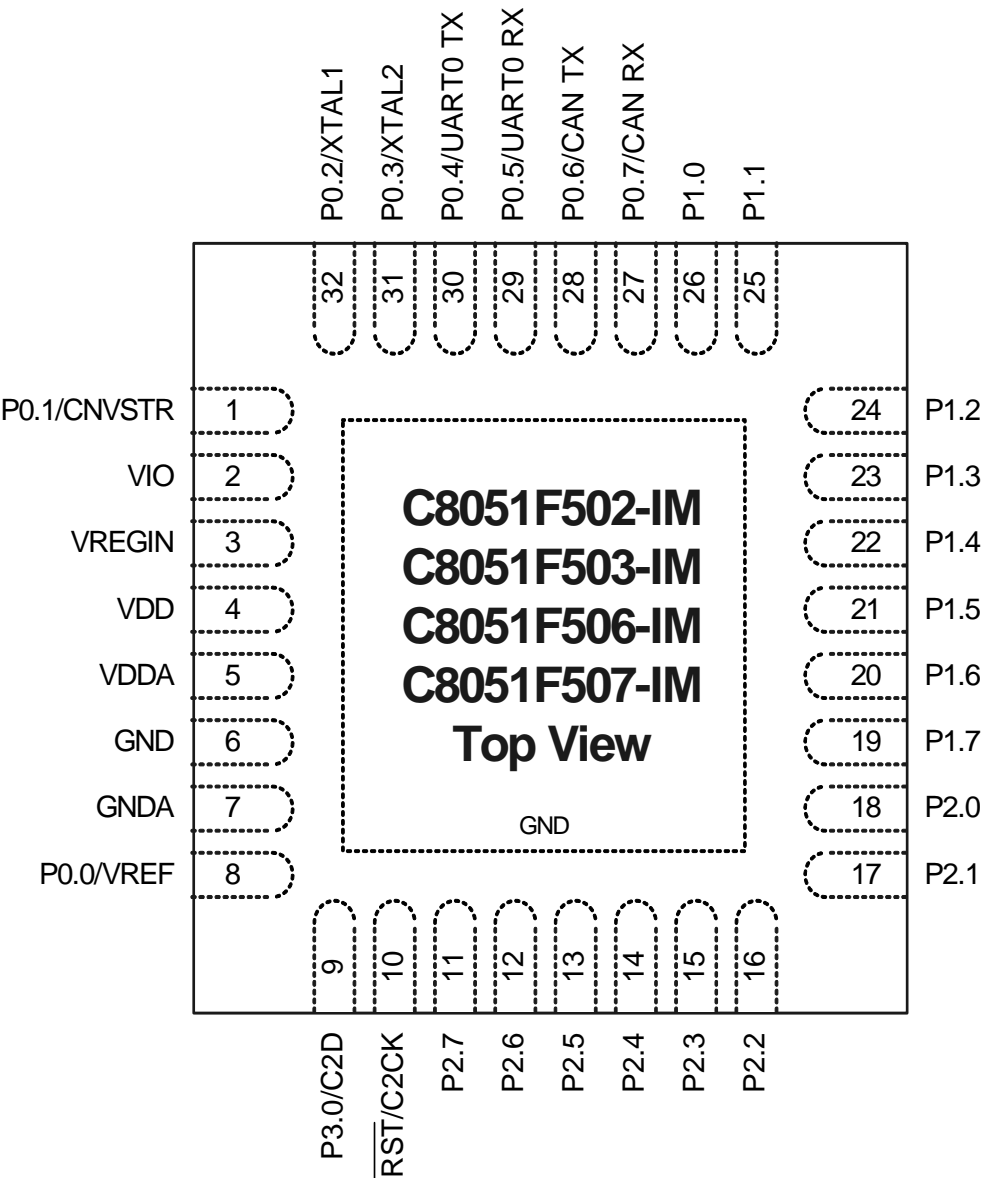 P0.2/XTAL1
P0.3/XTAL2
P0.4/UART0 TX
P0.5/UART0 RX
P0.6/CAN TX
P0.7/CAN RX
P1.0
P1.1
32
31
30
29
28
27
26
25
P0.1/CNVSTR 1
VIO 2
VREGIN 3
VDD 4
VDDA 5
GND 6
GNDA 7
P0.0/VREF 8
C8051F502-IM
C8051F503-IM
C8051F506-IM
C8051F507-IM
Top View
GND
24 P1.2
23 P1.3
22 P1.4
21 P1.5
20 P1.6
19 P1.7
18 P2.0
17 P2.1
9
10
11
12
13
14
15
16
P3.0/C2D
RST/C2CK
P2.7
P2.6
P2.5
P2.4
P2.3
P2.2